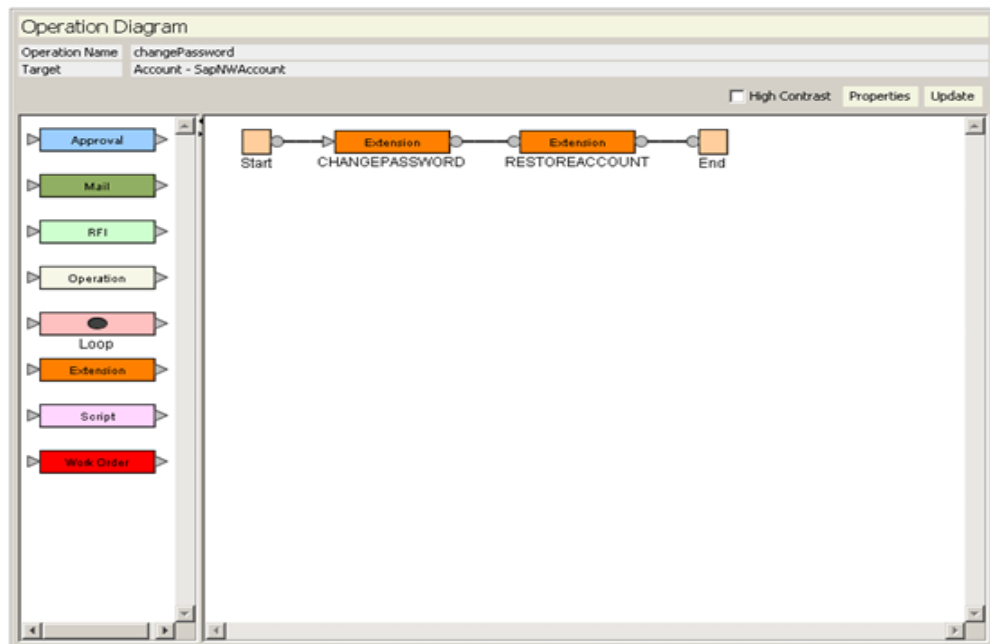 Operation Diagram
Operation Name changePassword
Target Account - SapNWAccount
High Contrast Properties Update
Approval
Mail
RFI
Operation
Loop
Extension
Script
Work Order
Extension Extension
Start CHANGEPASSWORD RESTOREACCOUNT End